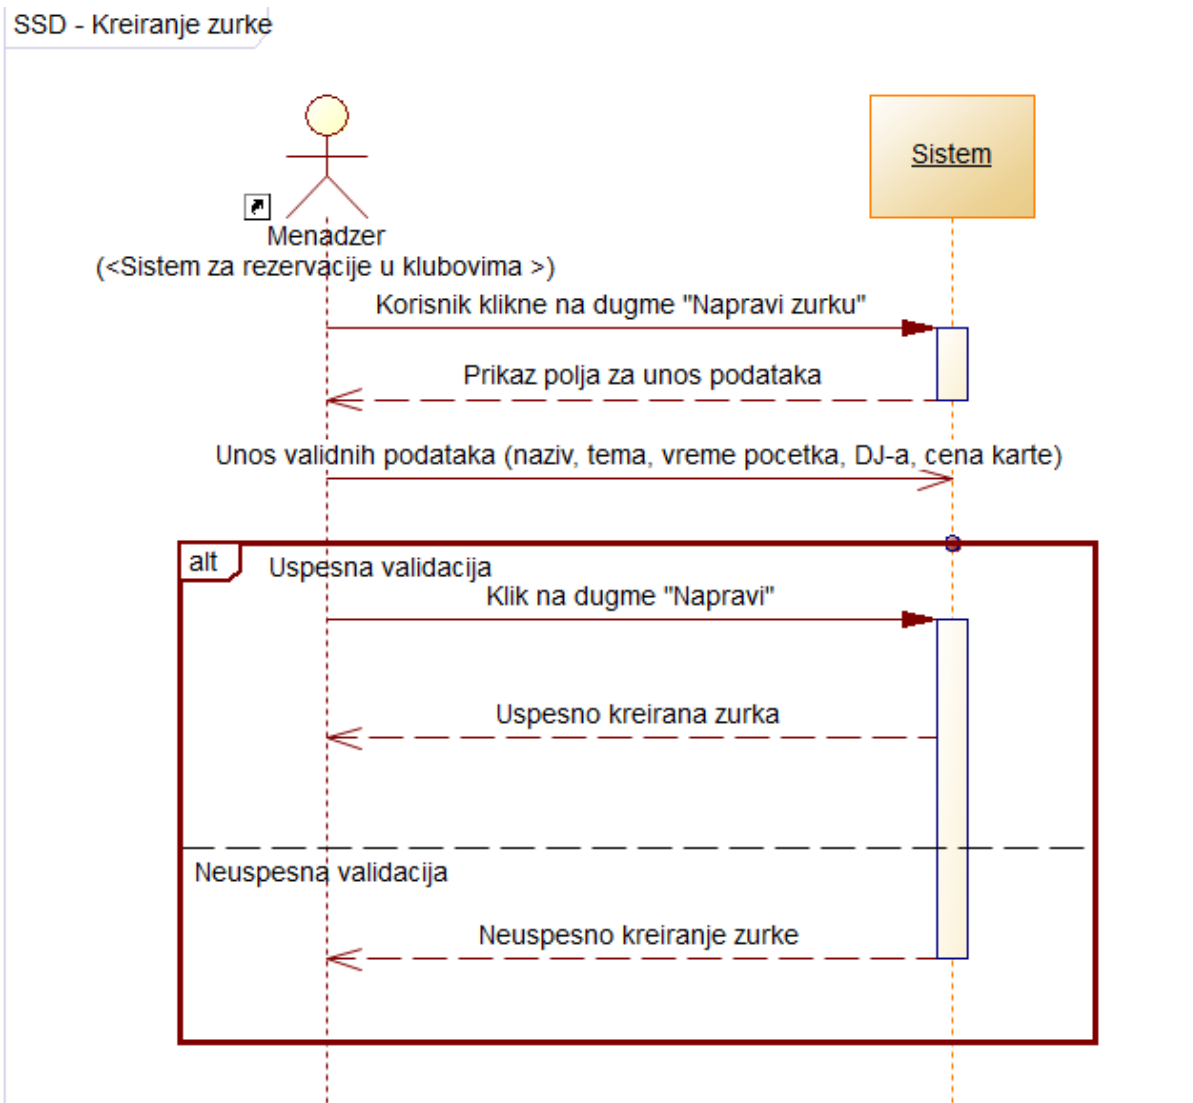 SSD - Kreiranje zurke
Sistem
Menadzer
(<Sistem za rezervacije u klubovima >)
Korisnik klikne na dugme "Napravi zurku"
Prikaz polja za unos podataka
Unos validnih podataka (naziv, tema, vreme pocetka, DJ-a, cena karte)
alt
Uspesna validacija
Klik na dugme "Napravi"
Uspesno kreirana zurka
Neuspesna validacija
Neuspesno kreiranje zurke